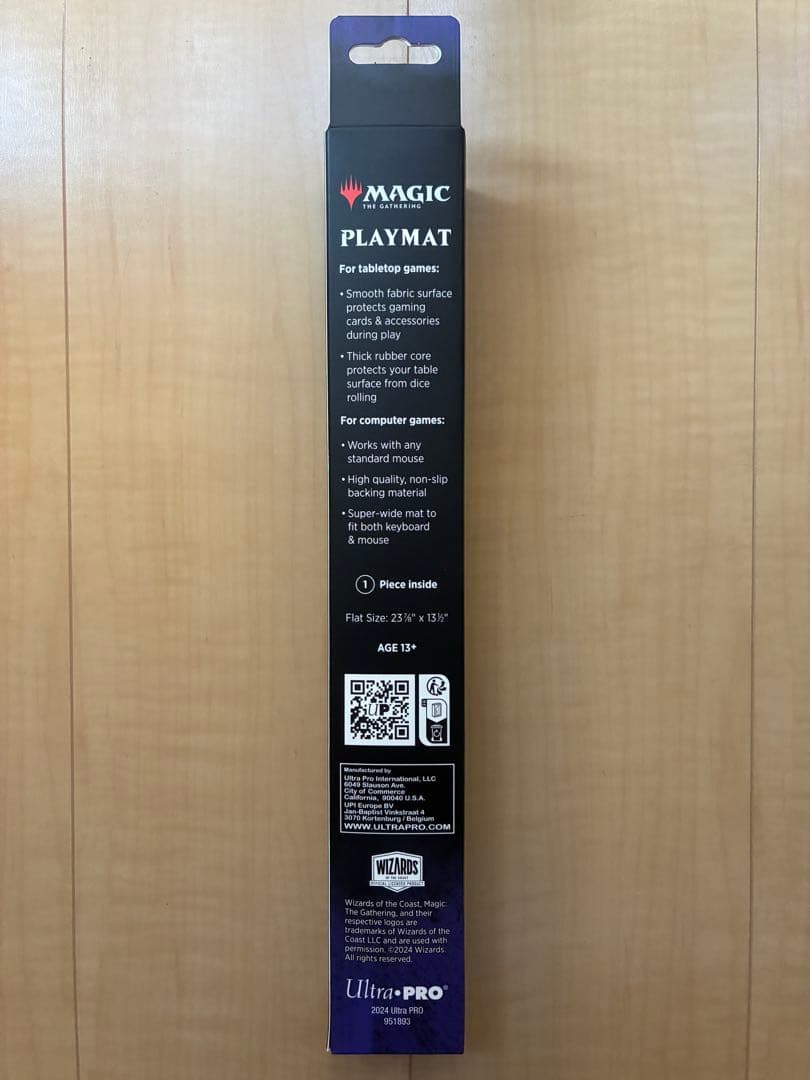 MAGIC
THE GATHERING
PLAYMAT
For tabletop games:
• Smooth fabric surface
protects gaming
cards & accessories
during play
• Thick rubber core
protects your table
surface from dice
rolling
For computer games:
• Works with any
standard mouse
• High quality, non-slip
backing material
• Super-wide mat to
fit both keyboard
& mouse
1 Piece inside
Flat Size: 23⅞" x 13½"
AGE 13+
UP
Manufactured by
Ultra Pro International, LLC
6049 Slauson Ave.
City of Commerce
California, 90040 U.S.A.
UPI Europe BV
Jan-Baptist Vinkstraat 4
3070 Kortenburg / Belgium
WWW.ULTRAPRO.COM
WIZARDS
OF THE COAST
OFFICIAL LICENSED PRODUCT
Wizards of the Coast, Magic:
The Gathering, and their
respective logos are
trademarks of Wizards of the
Coast LLC and are used with
permission. ©2024 Wizards.
All rights reserved.
Ultra•PRO®
2024 Ultra PRO
951893